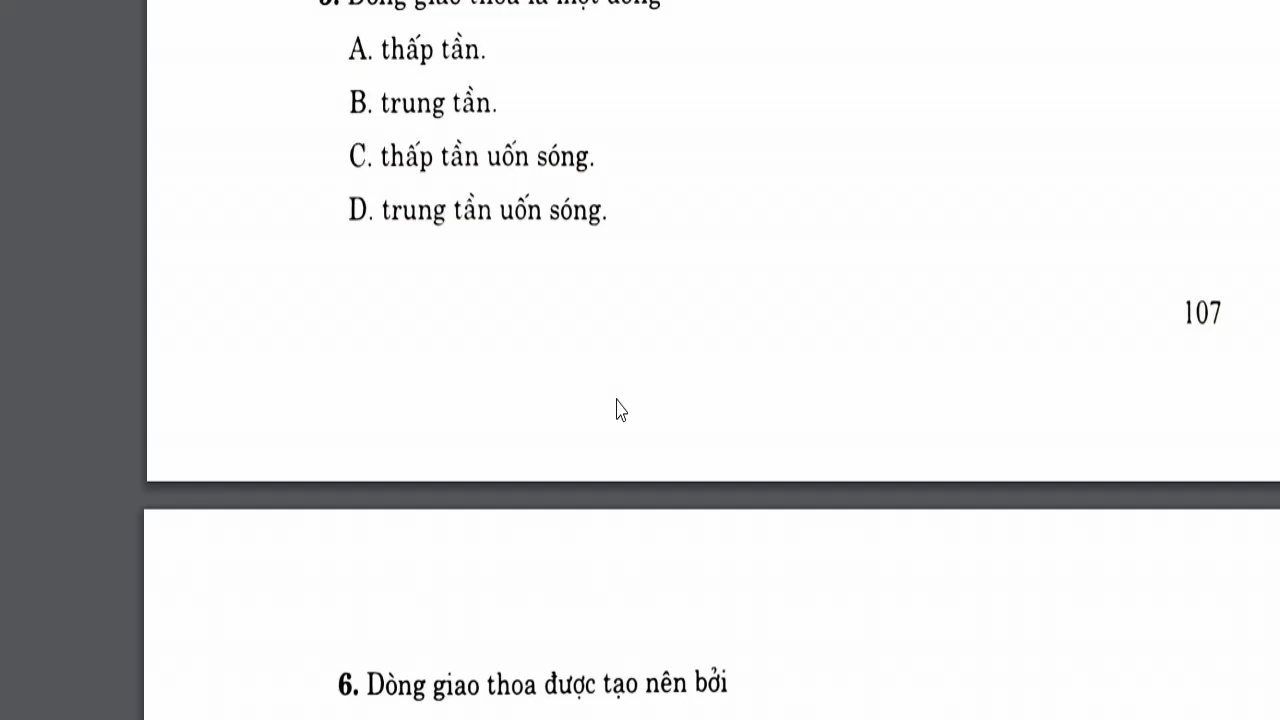 A. thấp tần.
B. trung tần.
C. thấp tần uốn sóng.
D. trung tần uốn sóng.
107
6. Dòng giao thoa được tạo nên bởi